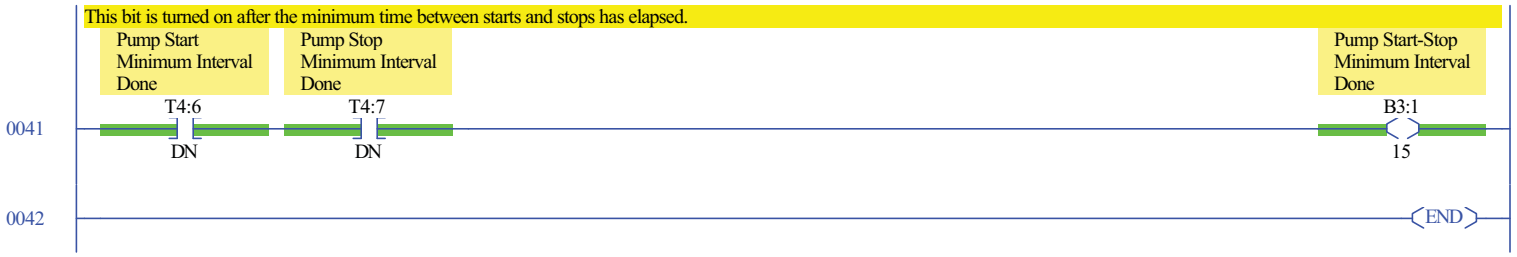 This bit is turned on after the minimum time between starts and stops has elapsed.
Pump Start
Minimum Interval
Done
Pump Stop
Minimum Interval
Done
Pump Start-Stop
Minimum Interval
Done
T4:6
T4:7
B3:1
0041
DN
DN
15
0042
END